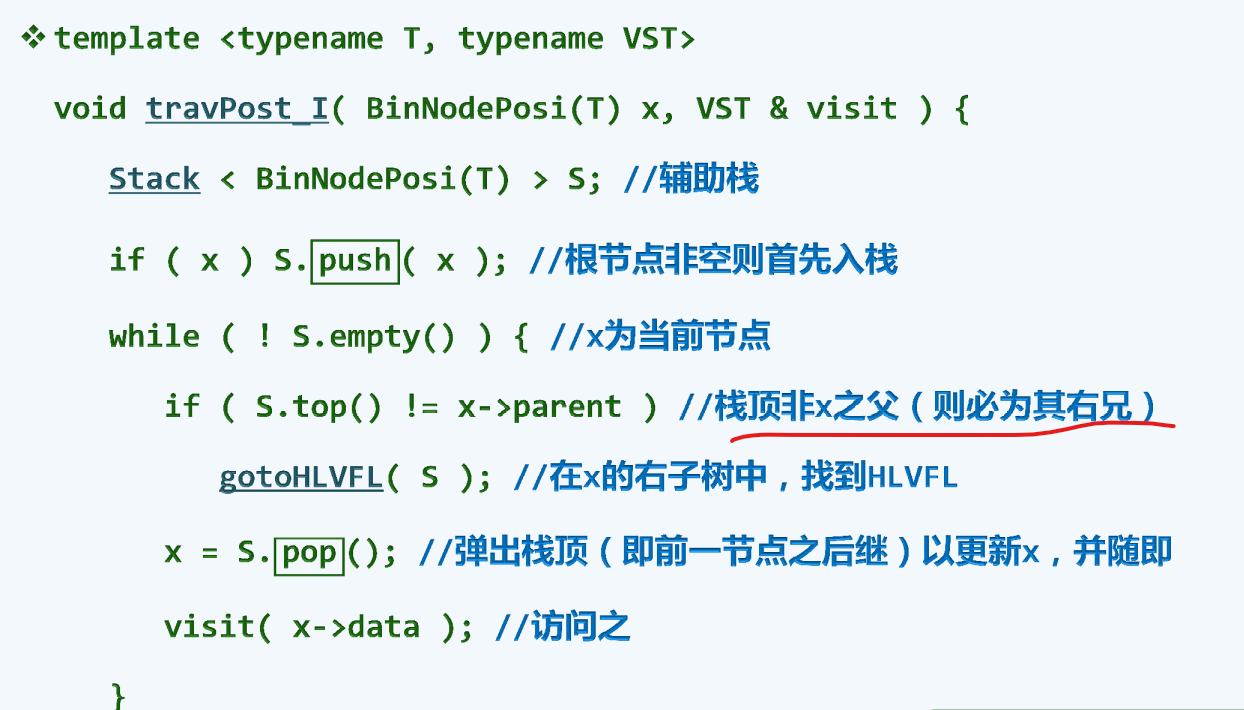 ❖template <typename T, typename VST>
void travPost_I( BinNodePosi(T) x, VST & visit ) {
Stack < BinNodePosi(T) > S; //辅助栈
if ( x ) S.push( x ); //根节点非空则首先入栈
while ( ! S.empty() ) { //x为当前节点
if ( S.top() != x->parent ) //栈顶非x之父（则必为其右兄）
gotoHLVFL( S ); //在x的右子树中，找到HLVFL
x = S.pop(); //弹出栈顶（即前一节点之后继）以更新x，并随即
visit( x->data ); //访问之
}